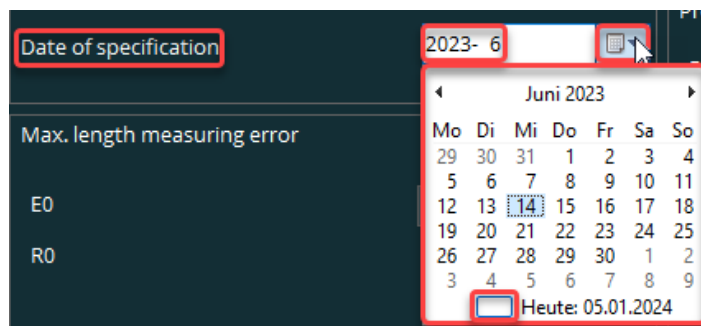 Pr
Date of specification
2023- 6
Juni 2023
Mo Di Mi Do Fr Sa So
29 30 31 1 2 3 4
5 6 7 8 9 10 11
12 13 14 15 16 17 18
19 20 21 22 23 24 25
26 27 28 29 30 1 2
3 4 5 6 7 8 9
Heute: 05.01.2024
Max. length measuring error
E0
R0